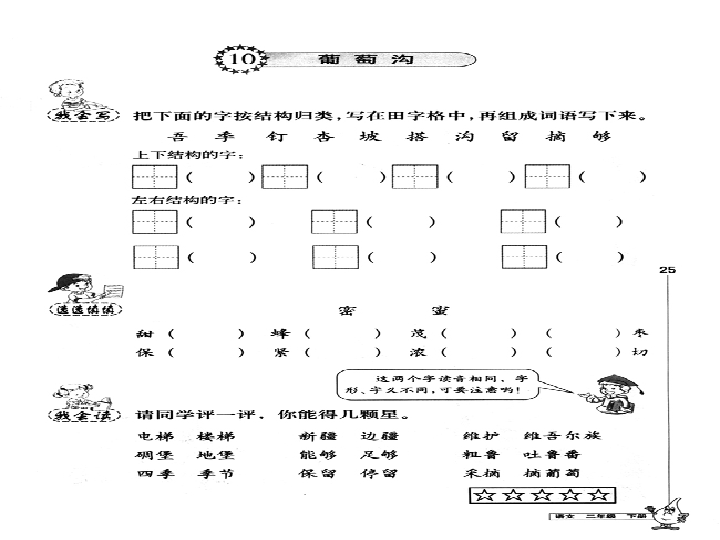 10 葡萄沟
我会写
把下面的字按结构归类,写在田字格中,再组成词语写下来。
吾 季 钉 杏 坡 搭 沟 留 摘 够
上下结构的字:
( ) ( ) ( ) ( )
左右结构的字:
( ) ( ) ( )
( ) ( ) ( )
25
选选填填
密 蜜
甜( ) 蜂( ) 茂( ) ( )枣
保( ) 紧( ) 浓( ) ( )切
这两个字读音相同、字
形、字义不同,可要注意哟!
我会读
请同学评一评,你能得几颗星。
电梯 楼梯 新疆 边疆 维护 维吾尔族
碉堡 地堡 能够 足够 粗鲁 吐鲁番
四季 季节 保留 停留 采摘 摘葡萄
语文 二年级 下册